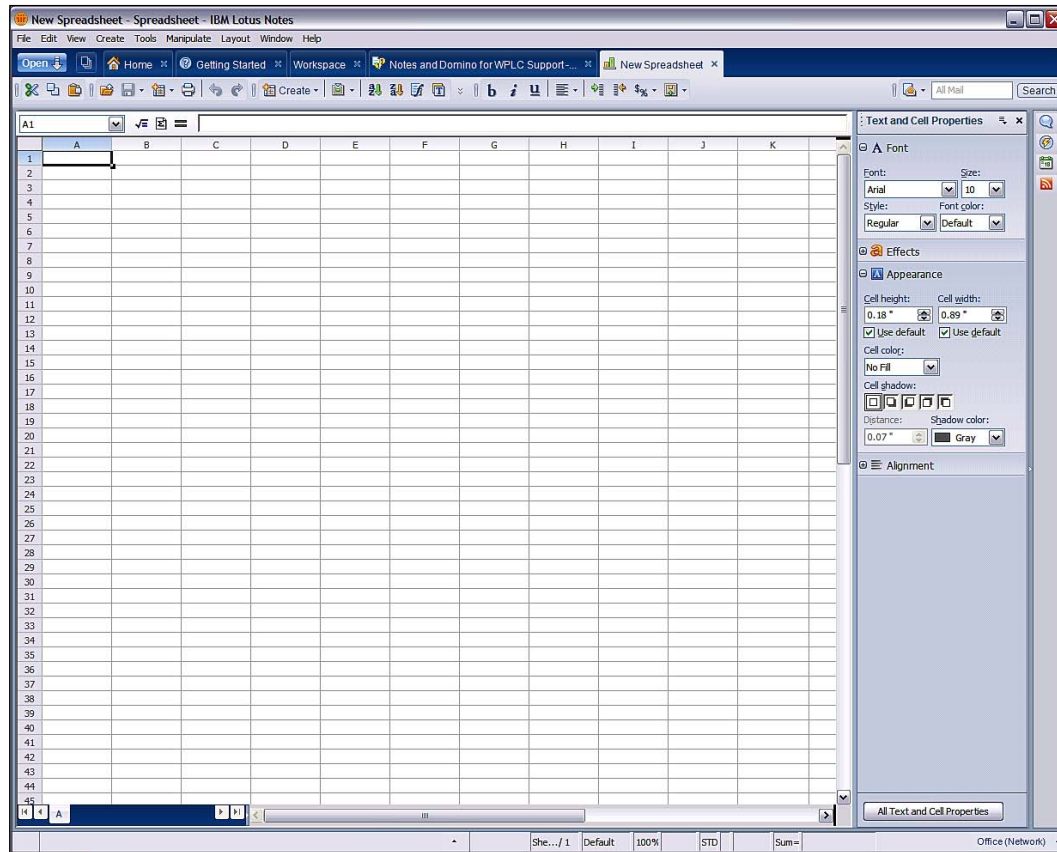 New Spreadsheet - Spreadsheet - IBM Lotus Notes
File Edit View Create Tools Manipulate Layout Window Help
Open Home Getting Started Workspace Notes and Domino for WPLC Support-... New Spreadsheet
Create b i u $% All Mail Search
A1 =
Text and Cell Properties
A B C D E F G H I J K
A Font
Font: Size:
Arial 10
Style: Font color:
Regular Default
Effects
Appearance
Cell height: Cell width:
0.18 " 0.89 "
Use default Use default
Cell color:
No Fill
Cell shadow:
Distance: Shadow color:
0.07 " Gray
Alignment
1
2
3
4
5
6
7
8
9
10
11
12
13
14
15
16
17
18
19
20
21
22
23
24
25
26
27
28
29
30
31
32
33
34
35
36
37
38
39
40
41
42
43
44
45
A
All Text and Cell Properties
She.../ 1 Default 100% STD Sum= Office (Network)